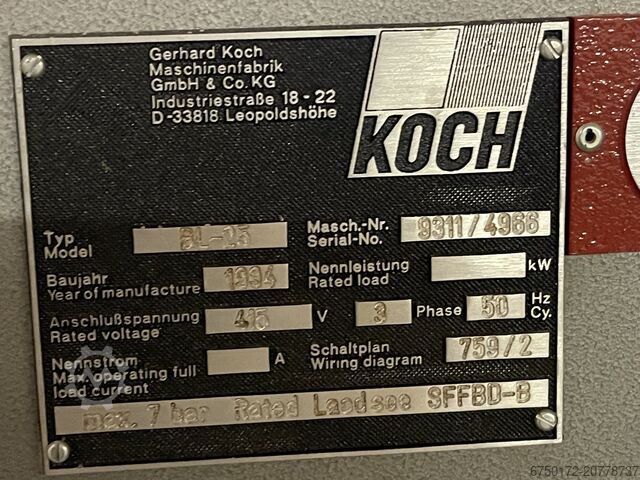 Gerhard Koch
Maschinenfabrik
GmbH & Co. KG
Industriestraße 18 - 22
D -33818 Leopoldshöhe
KOCH
Typ
Model
BL-25
Masch.-Nr.
Serial-No.
9311/4966
Baujahr
Year of manufacture
1994
Nennleistung
Rated load
kW
Anschlußspannung
Rated voltage
415
V
3
Phase
50
Hz
Cy.
Nennstrom
Max. operating full
load current
A
Schaltplan
Wiring diagram
759/2
max. 7 bar Rated SFFBD-B
6759172-20778737